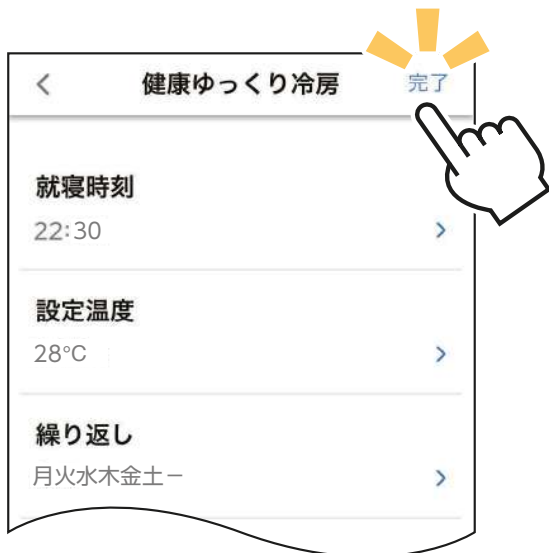 < 健康ゆっくり冷房 完了
就寝時刻
22:30 >
設定温度
28°C >
繰り返し
月火水木金土− >